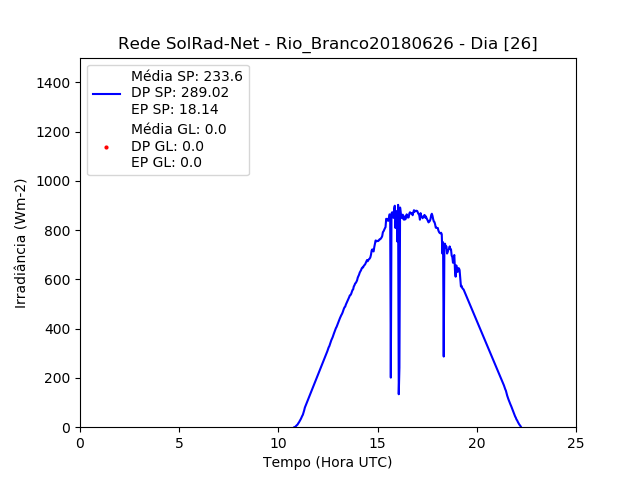 Rede SolRad-Net - Rio_Branco20180626 - Dia [26]
Média SP: 233.6
DP SP: 289.02
EP SP: 18.14
Média GL: 0.0
DP GL: 0.0
EP GL: 0.0
Irradiância (Wm-2)
1400
1200
1000
800
600
400
200
0
0 5 10 15 20 25
Tempo (Hora UTC)